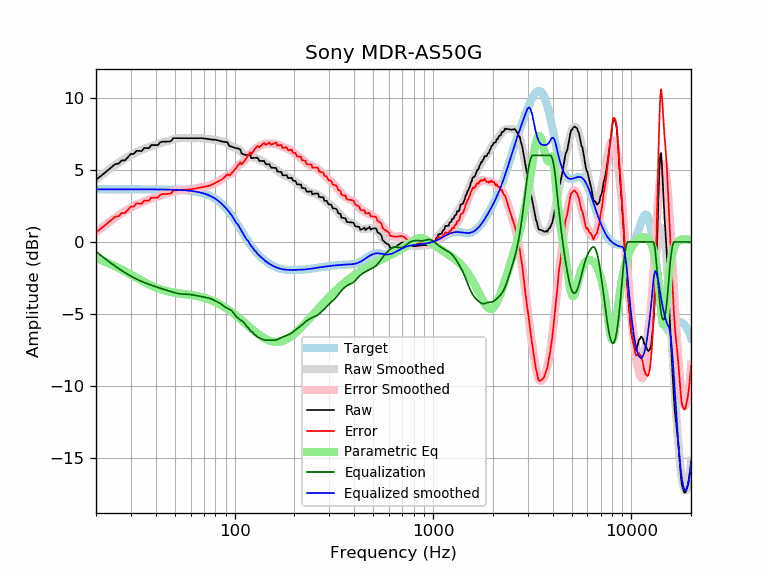 Sony MDR-AS50G
Amplitude (dBr)
10
5
0
−5
−10
−15
Target
Raw Smoothed
Error Smoothed
Raw
Error
Parametric Eq
Equalization
Equalized smoothed
100
1000
10000
Frequency (Hz)